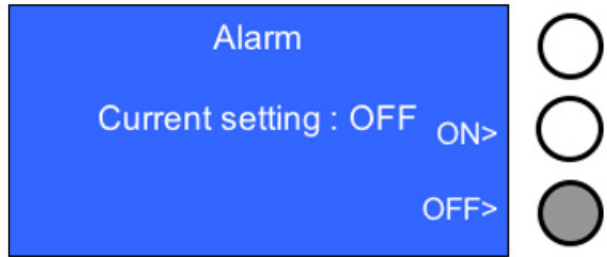 Alarm
Current setting : OFF
ON>
OFF>